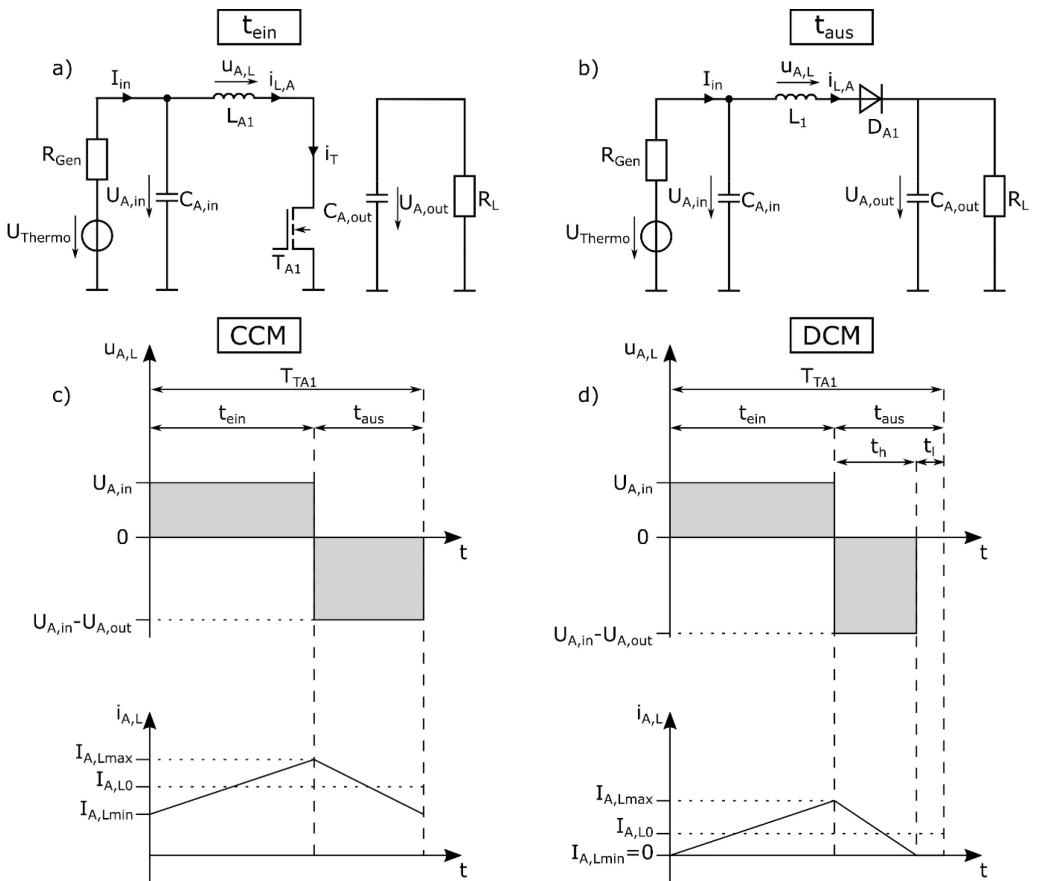 t_ein
t_aus
a)
I_in
u_A,L
i_L,A
L_A1
R_Gen
i_T
U_A,in
C_A,in
C_A,out
U_A,out
R_L
U_Thermo
T_A1
b)
I_in
u_A,L
i_L,A
L_1
D_A1
R_Gen
U_A,in
C_A,in
U_A,out
C_A,out
R_L
U_Thermo
CCM
DCM
u_A,L
T_TA1
c)
t_ein
t_aus
U_A,in
0
t
U_A,in-U_A,out
i_A,L
I_A,Lmax
I_A,L0
I_A,Lmin
t
u_A,L
T_TA1
d)
t_ein
t_aus
t_h
t_l
U_A,in
0
t
U_A,in-U_A,out
i_A,L
I_A,Lmax
I_A,L0
I_A,Lmin=0
t